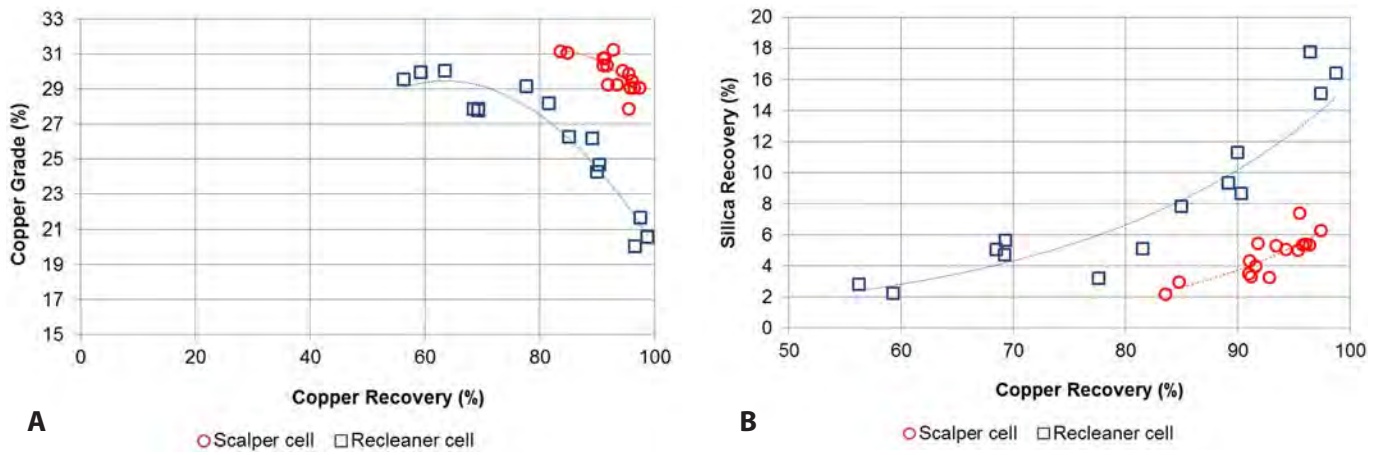 Copper Grade (%)
33
31
29
27
25
23
21
19
17
15
0 20 40 60 80 100
Copper Recovery (%)
A
Scalper cell Recleaner cell
Silica Recovery (%)
20
18
16
14
12
10
8
6
4
2
0
50 60 70 80 90 100
Copper Recovery (%)
B
Scalper cell Recleaner cell